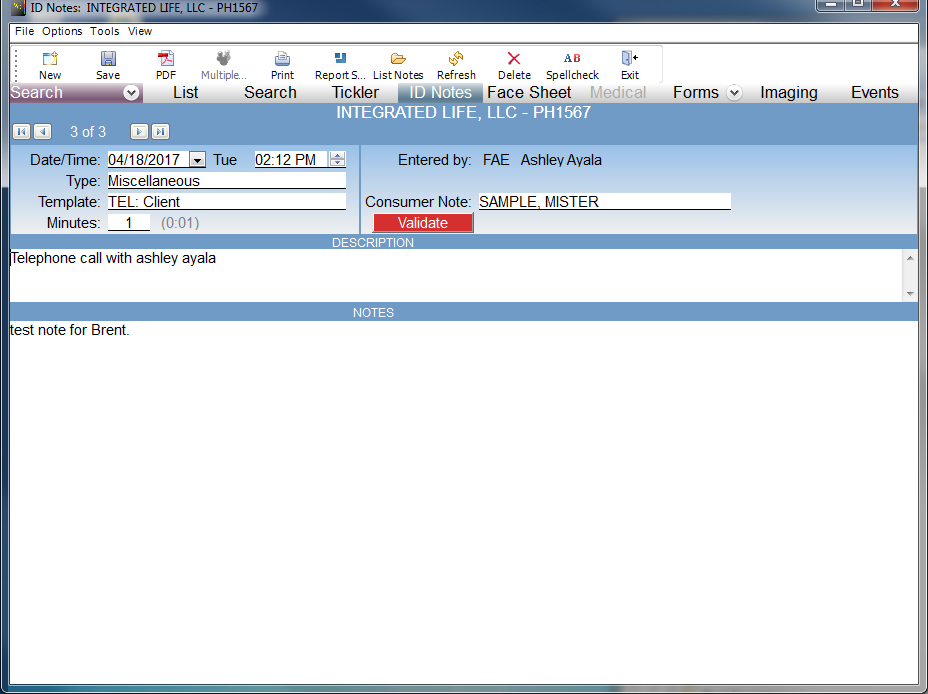 ID Notes: INTEGRATED LIFE, LLC - PH1567
File Options Tools View
New Save PDF Multiple... Print Report S... List Notes Refresh Delete Spellcheck Exit
Search List Search Tickler ID Notes Face Sheet Medical Forms Imaging Events
INTEGRATED LIFE, LLC - PH1567
3 of 3
Date/Time: 04/18/2017 Tue 02:12 PM Entered by: FAE Ashley Ayala
Type: Miscellaneous
Template: TEL: Client Consumer Note: SAMPLE, MISTER
Minutes: 1 (0:01) Validate
DESCRIPTION
Telephone call with ashley ayala
NOTES
test note for Brent.